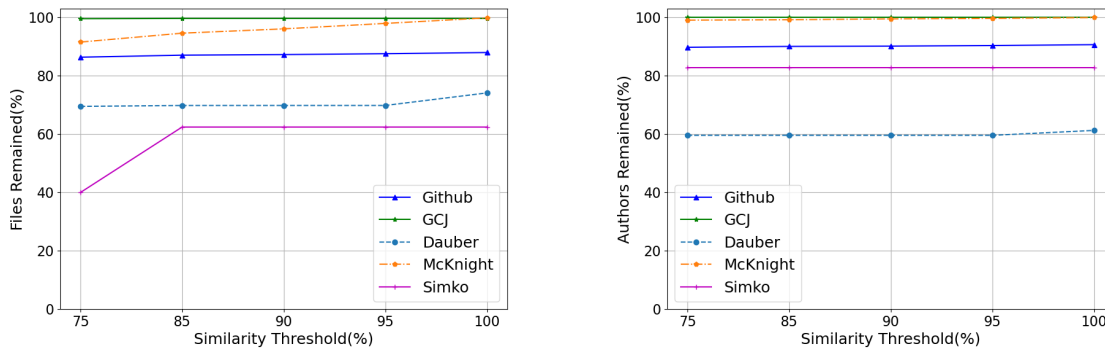 100
80
60
40
20
0
Files Remained(%)
Github
GCJ
Dauber
McKnight
Simko
75 85 90 95 100
Similarity Threshold(%)
100
80
60
40
20
0
Authors Remained(%)
Github
GCJ
Dauber
McKnight
Simko
75 85 90 95 100
Similarity Threshold(%)